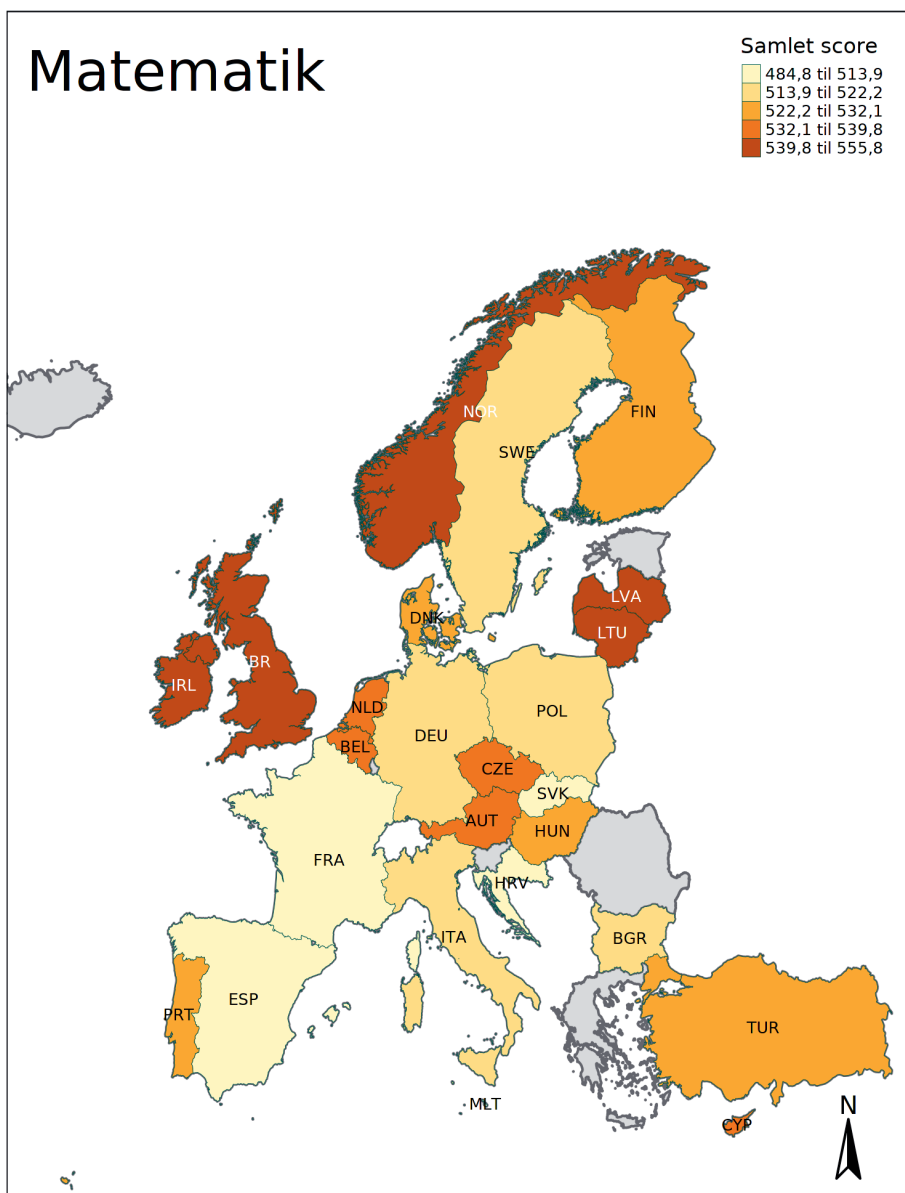 Matematik
Samlet score
484,8 til 513,9
513,9 til 522,2
522,2 til 532,1
532,1 til 539,8
539,8 til 555,8
NOR
FIN
SWE
LVA
DNK
LTU
GBR
IRL
NLD
POL
DEU
BEL
CZE
SVK
AUT
HUN
FRA
HRV
ITA
BGR
ESP
PRT
TUR
MLT
N
CYP